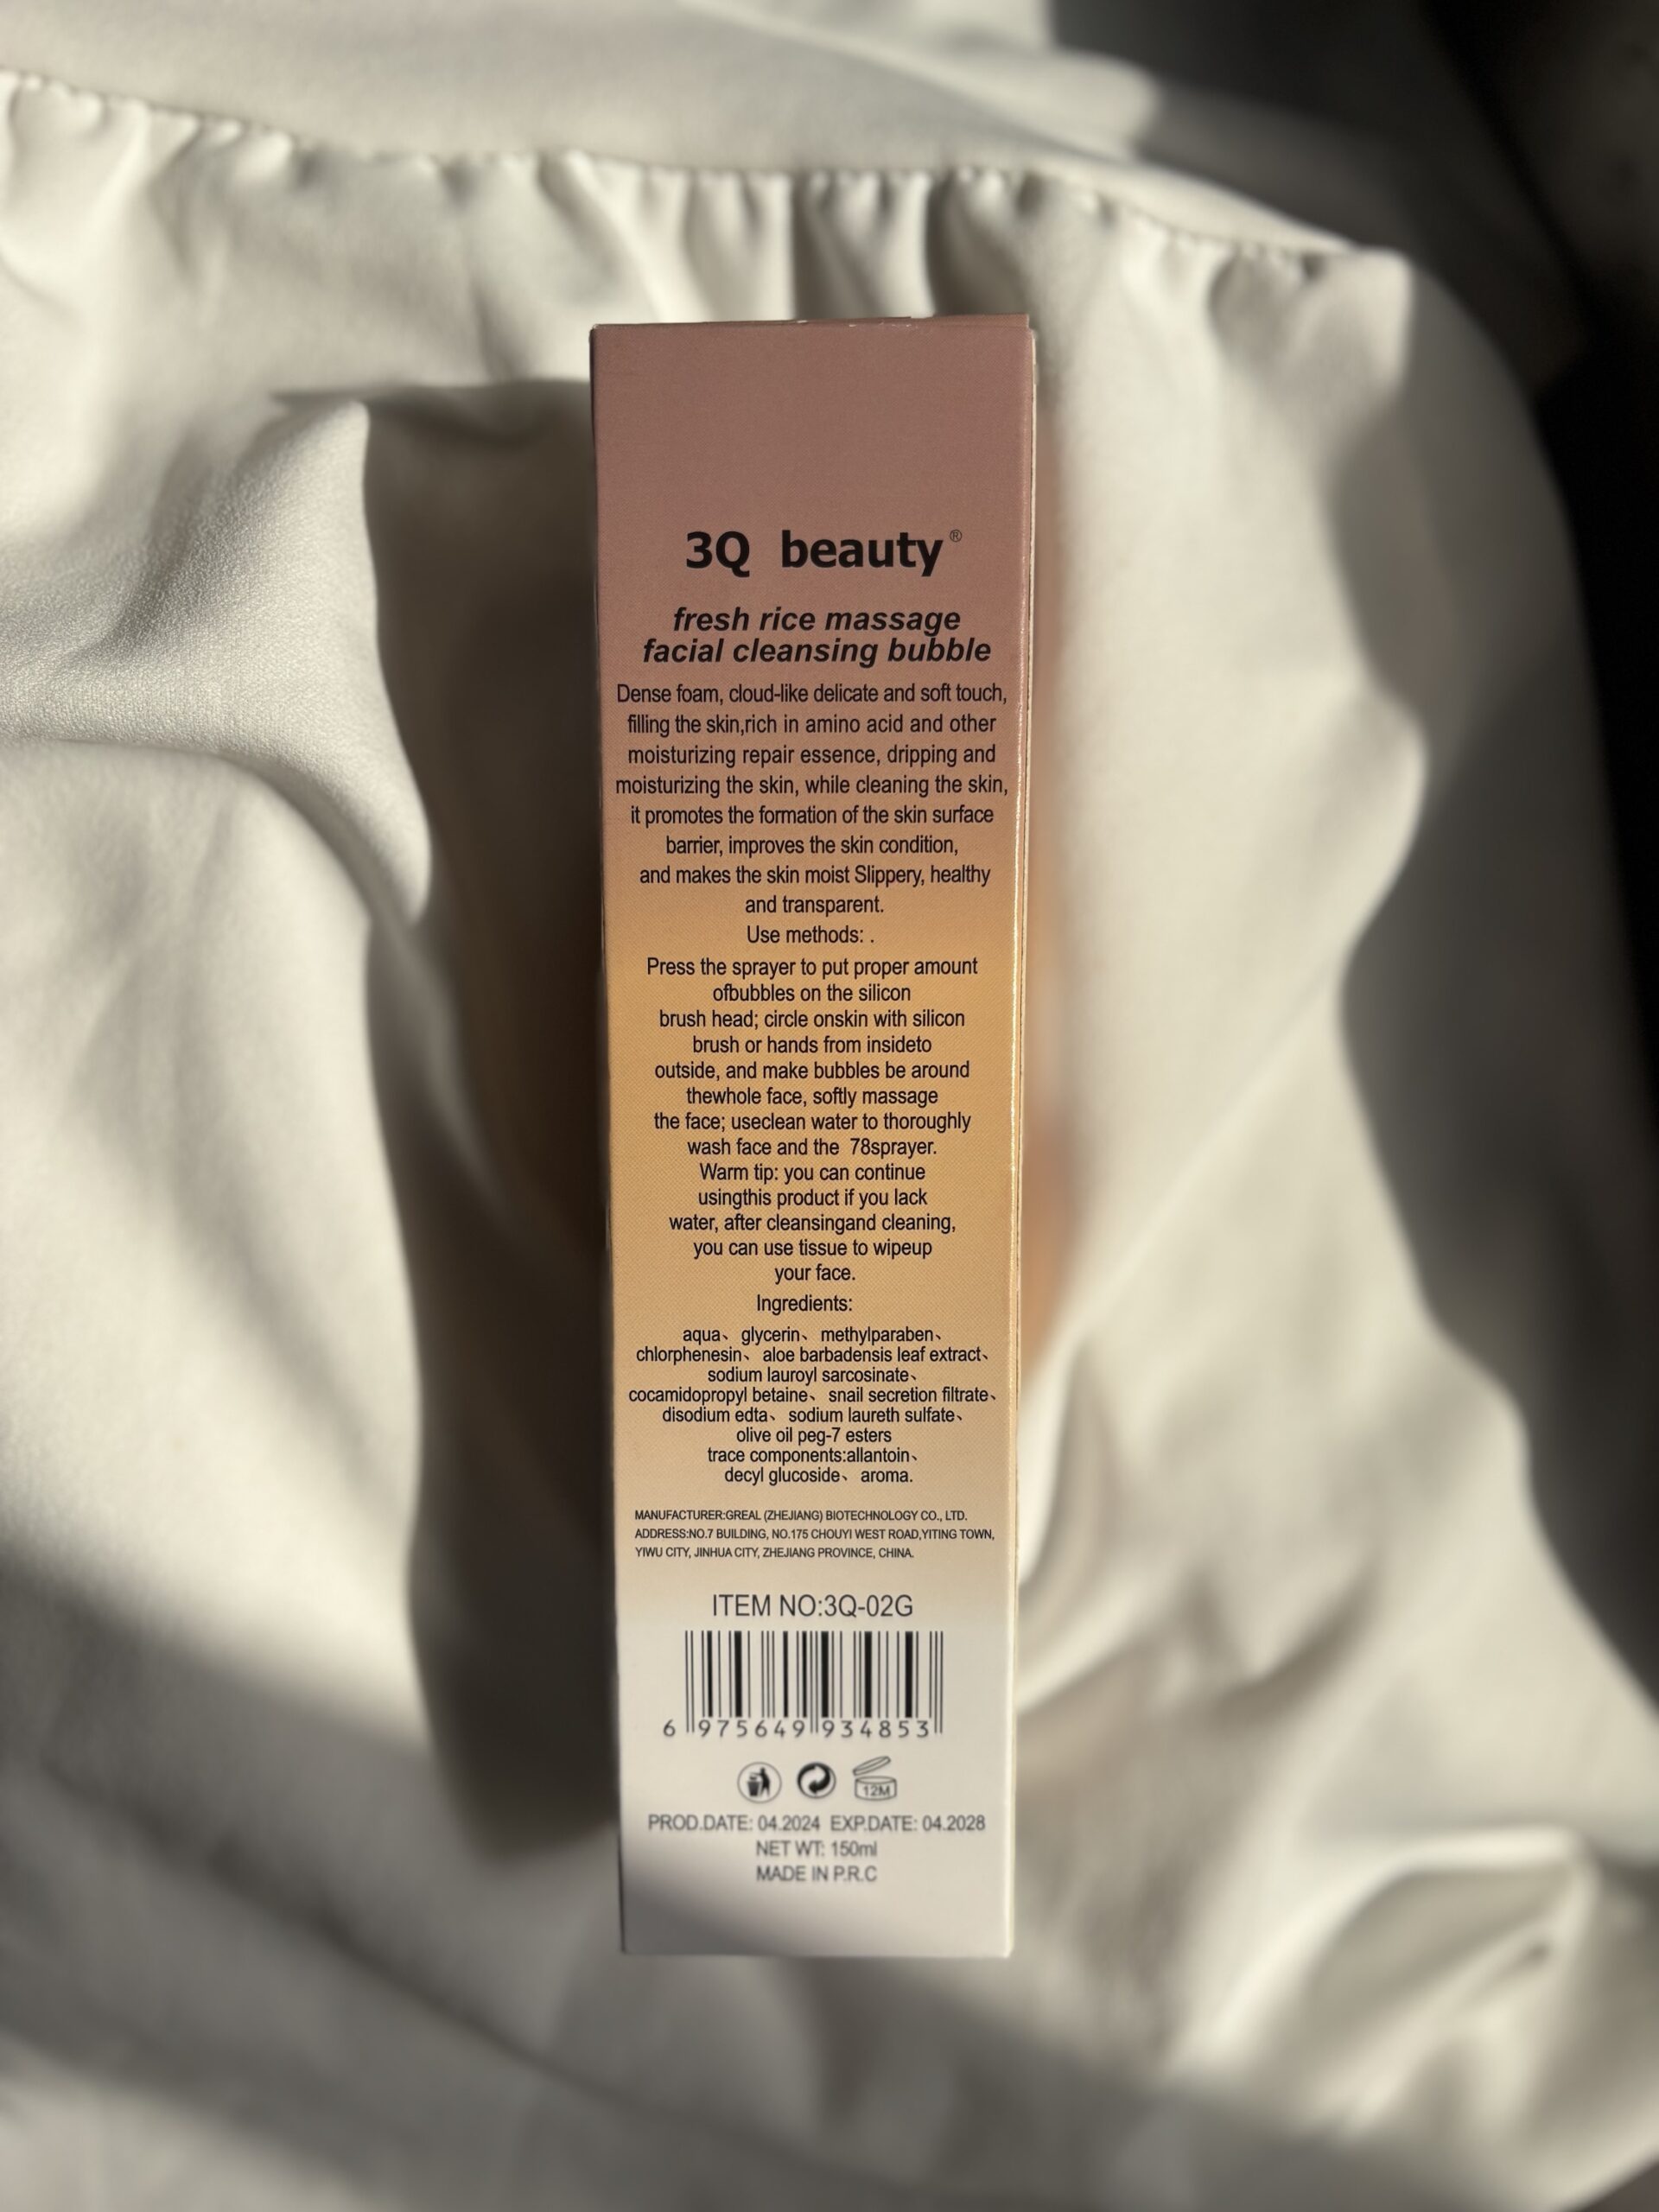 3Q beauty®
fresh rice massage
facial cleansing bubble
Dense foam, cloud-like delicate and soft touch,
filling the skin,rich in amino acid and other
moisturizing repair essence, dripping and
moisturizing the skin, while cleaning the skin,
it promotes the formation of the skin surface
barrier, improves the skin condition,
and makes the skin moist Slippery, healthy
and transparent.
Use methods: .
Press the sprayer to put proper amount
ofbubbles on the silicon
brush head; circle onskin with silicon
brush or hands from insideto
outside, and make bubbles be around
thewhole face, softly massage
the face; useclean water to thoroughly
wash face and the 78sprayer.
Warm tip: you can continue
usingthis product if you lack
water, after cleansingand cleaning,
you can use tissue to wipeup
your face.
Ingredients:
aqua、 glycerin、 methylparaben、
chlorphenesin、 aloe barbadensis leaf extract、
sodium lauroyl sarcosinate、
cocamidopropyl betaine、 snail secretion filtrate、
disodium edta、 sodium laureth sulfate、
olive oil peg-7 esters
trace components:allantoin、
decyl glucoside、 aroma.
MANUFACTURER:GREAL (ZHEJIANG) BIOTECHNOLOGY CO., LTD.
ADDRESS:NO.7 BUILDING, NO.175 CHOUYI WEST ROAD,YITING TOWN,
YIWU CITY, JINHUA CITY, ZHEJIANG PROVINCE, CHINA.
ITEM NO:3Q-02G
6 975649 934853
12M
PROD.DATE: 04.2024 EXP.DATE: 04.2028
NET WT: 150ml
MADE IN P.R.C